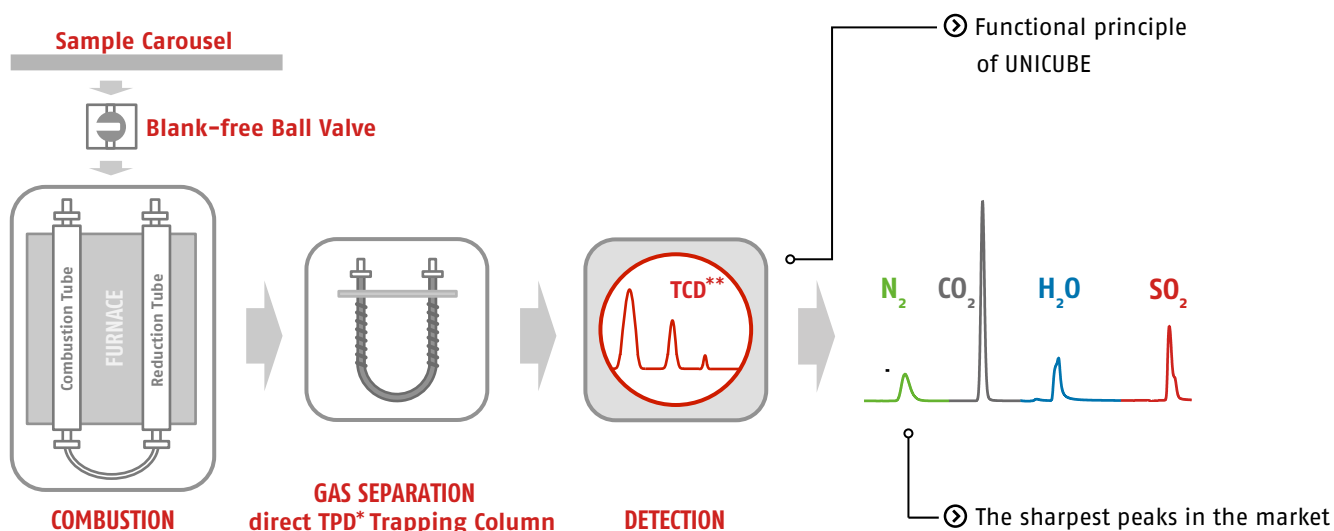 Sample Carousel
Blank-free Ball Valve
Combustion Tube
FURNACE
Reduction Tube
COMBUSTION
GAS SEPARATION
direct TPD* Trapping Column
TCD**
DETECTION
Functional principle
of UNICUBE
N₂ CO₂ H₂O SO₂
The sharpest peaks in the market